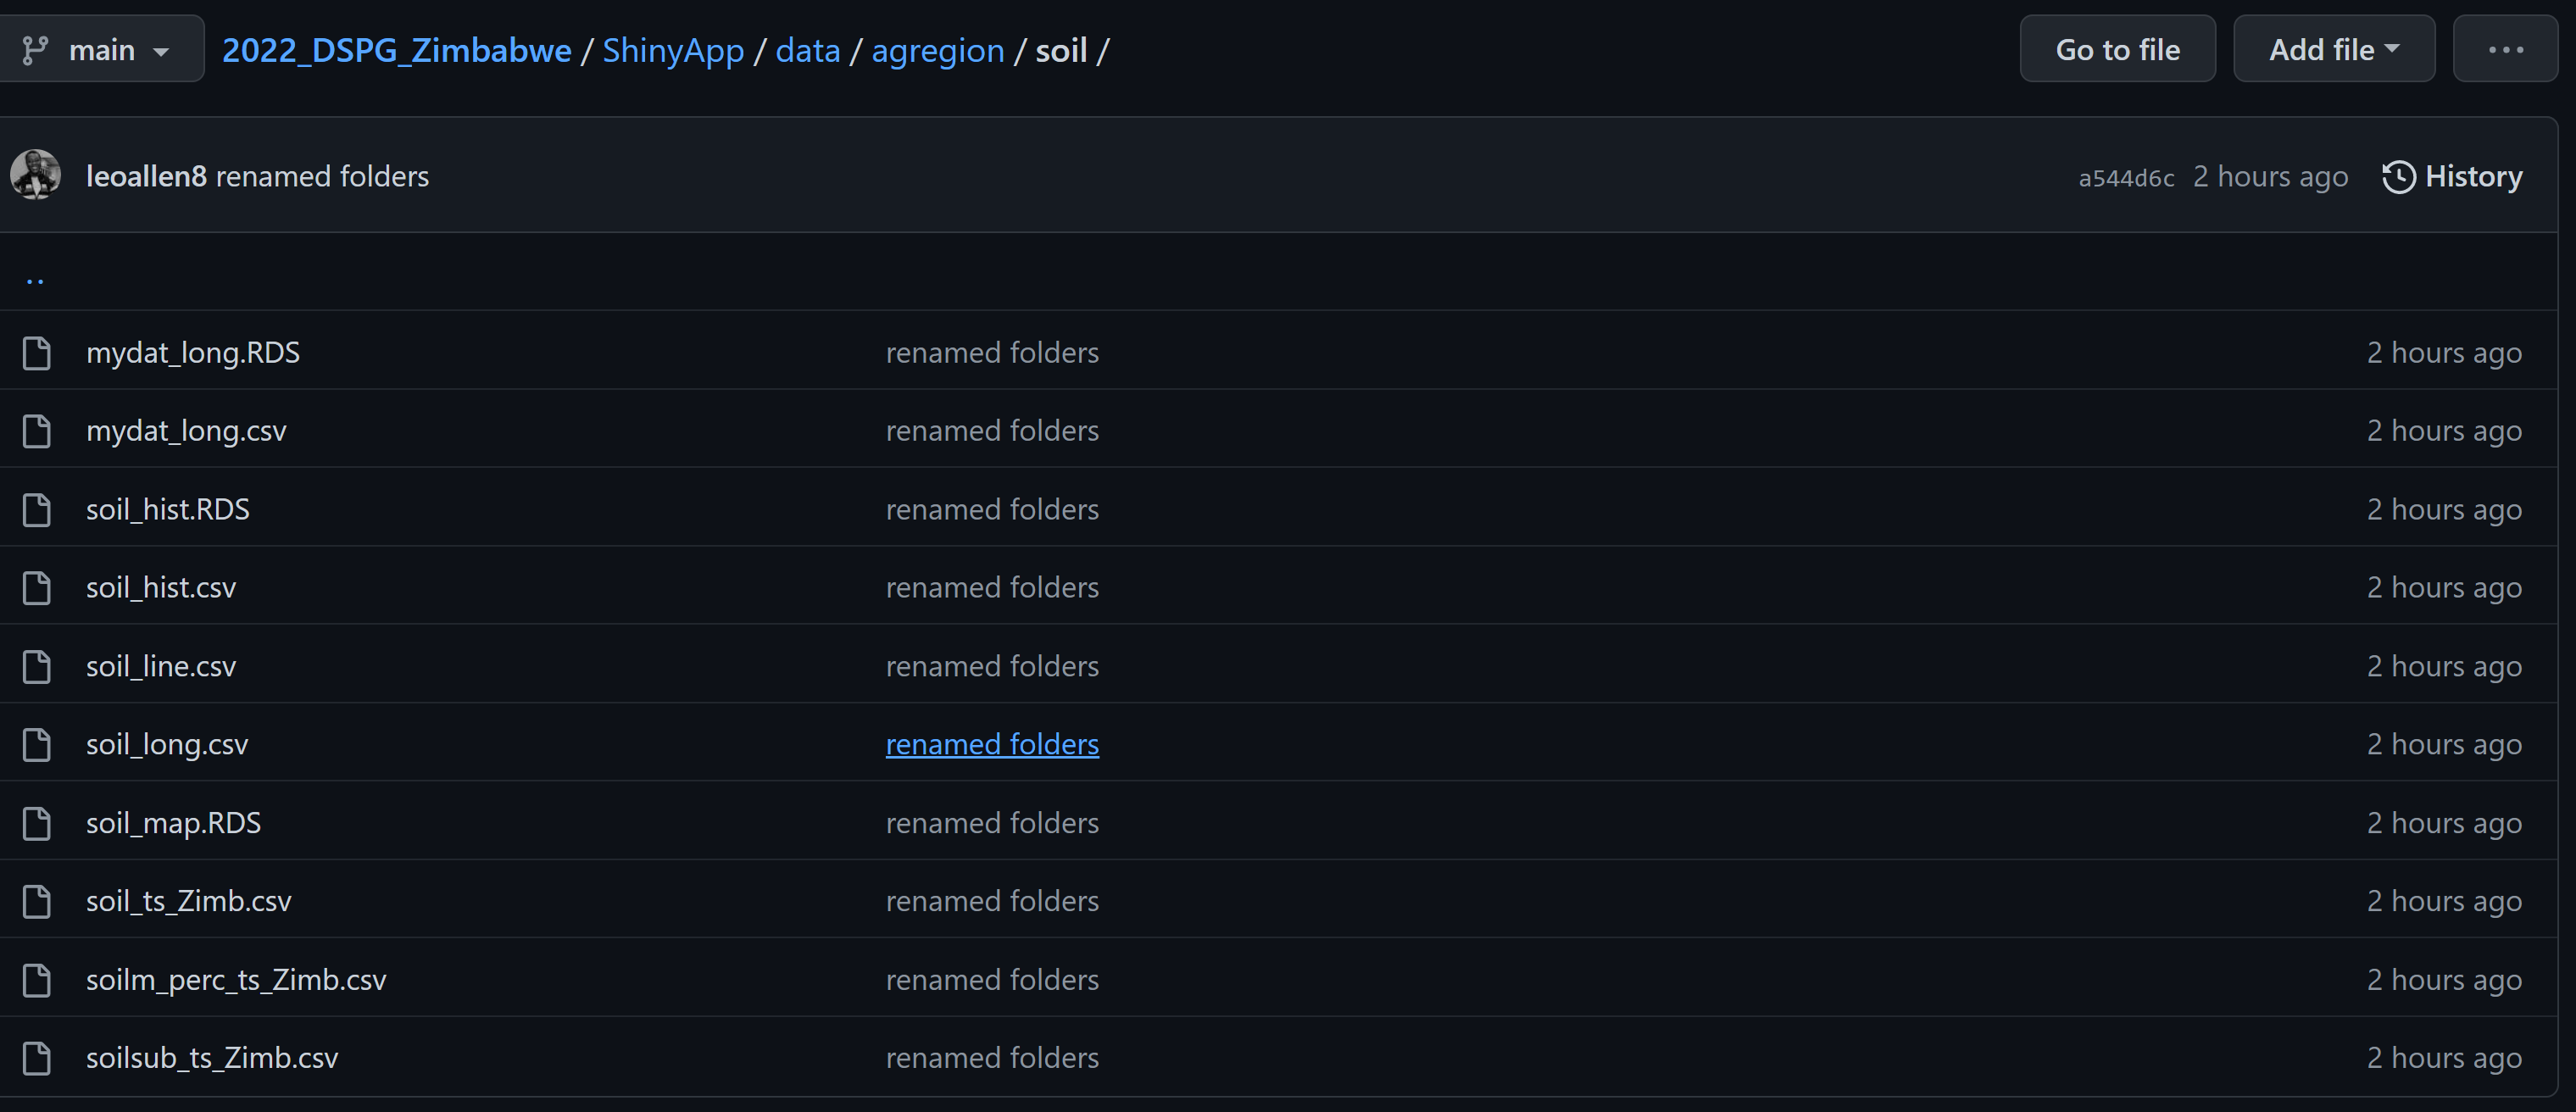 main 2022_DSPG_Zimbabwe / ShinyApp / data / agregion / soil / Go to file Add file ...
leoallen8 renamed folders a544d6c 2 hours ago History
..
mydat_long.RDS renamed folders 2 hours ago
mydat_long.csv renamed folders 2 hours ago
soil_hist.RDS renamed folders 2 hours ago
soil_hist.csv renamed folders 2 hours ago
soil_line.csv renamed folders 2 hours ago
soil_long.csv renamed folders 2 hours ago
soil_map.RDS renamed folders 2 hours ago
soil_ts_Zimb.csv renamed folders 2 hours ago
soilm_perc_ts_Zimb.csv renamed folders 2 hours ago
soilsub_ts_Zimb.csv renamed folders 2 hours ago